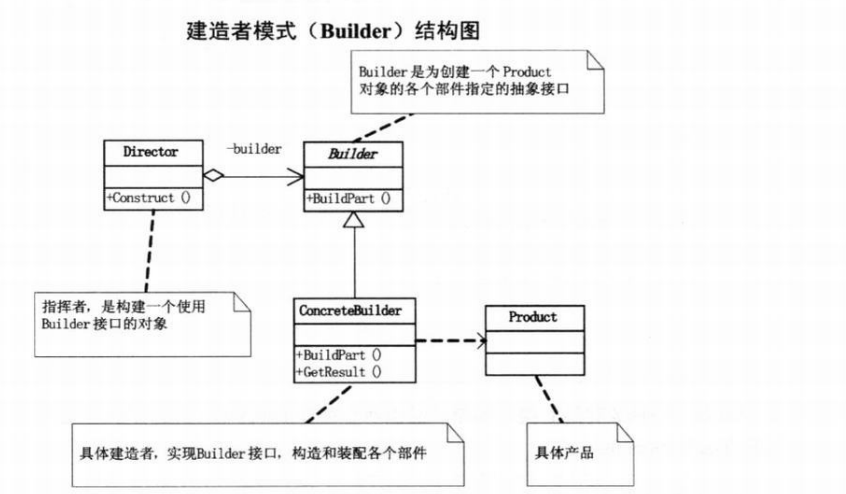 建造者模式（Builder）结构图
Builder是为创建一个Product
对象的各个部件指定的抽象接口
Director
-builder
Builder
+Construct()
+BuildPart()
指挥者，是构建一个使用
Builder接口的对象
ConcreteBuilder
Product
+BuildPart()
+GetResult()
具体建造者，实现Builder接口，构造和装配各个部件
具体产品